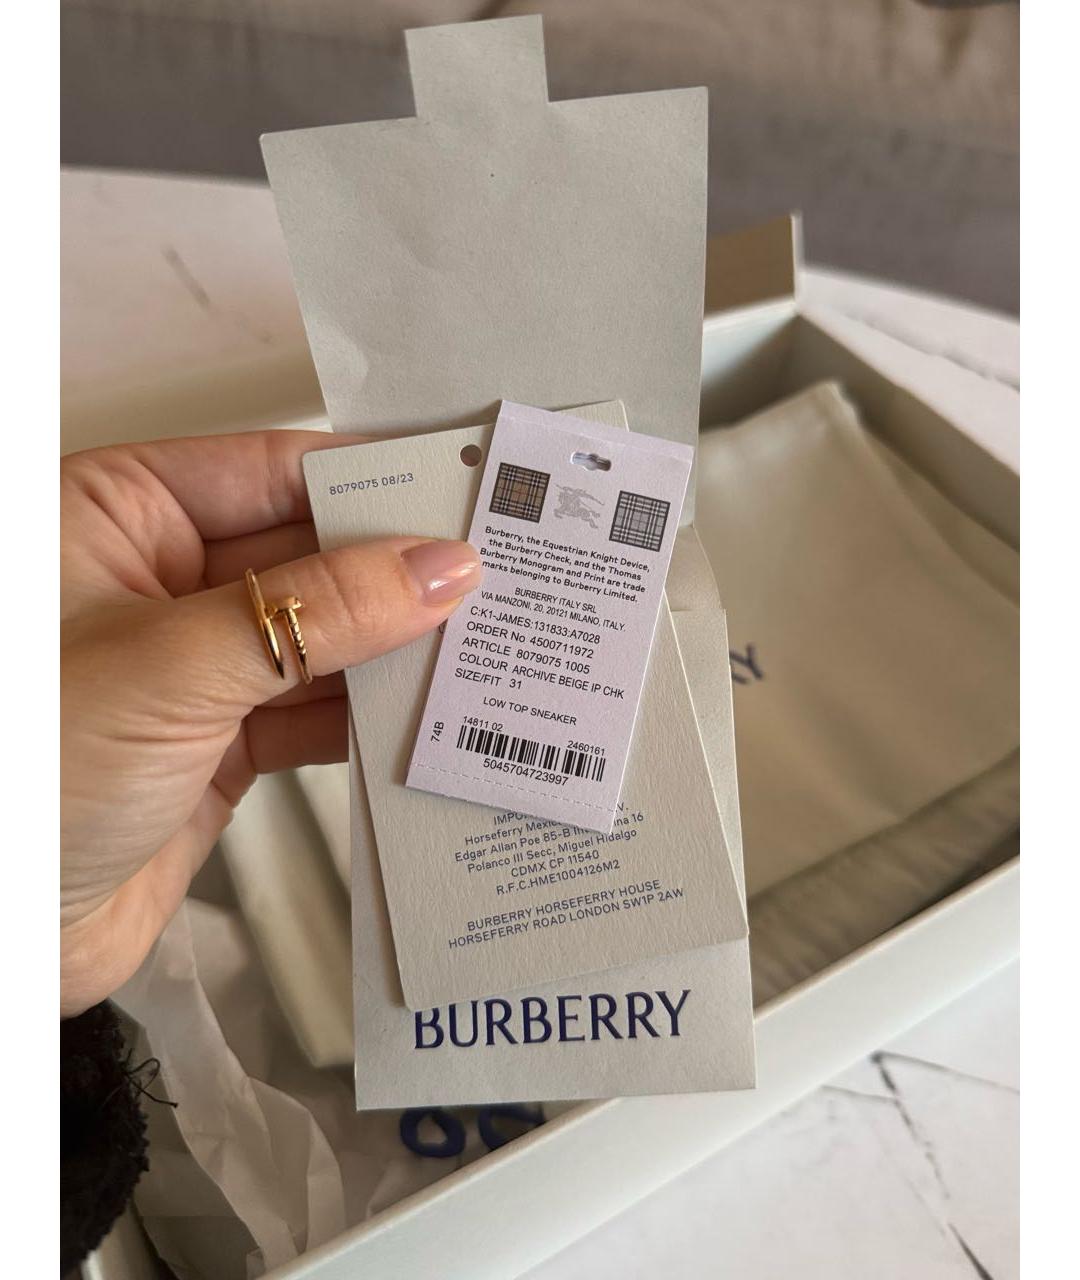 8079075 08/23
Burberry, the Equestrian Knight Device,
the Burberry Check, and the Thomas
Burberry Monogram and Print are trade
marks belonging to Burberry Limited.
BURBERRY ITALY SRL
VIA MANZONI, 20, 20121 MILANO, ITALY.
C:K1-JAMES:131833:A7028
ORDER No 4500711972
ARTICLE 8079075 1005
COLOUR ARCHIVE BEIGE IP CHK
SIZE/FIT 31
LOW TOP SNEAKER
74B
14811 02
2460161
5045704723997
Horseferry
Edgar Allan Poe 85-B
Polanco III Secc, Miguel Hidalgo
CDMX CP 11540
R.F.C.HME1004126M2
BURBERRY HORSEFERRY HOUSE
HORSEFERRY ROAD LONDON SW1P 2AW
BURBERRY